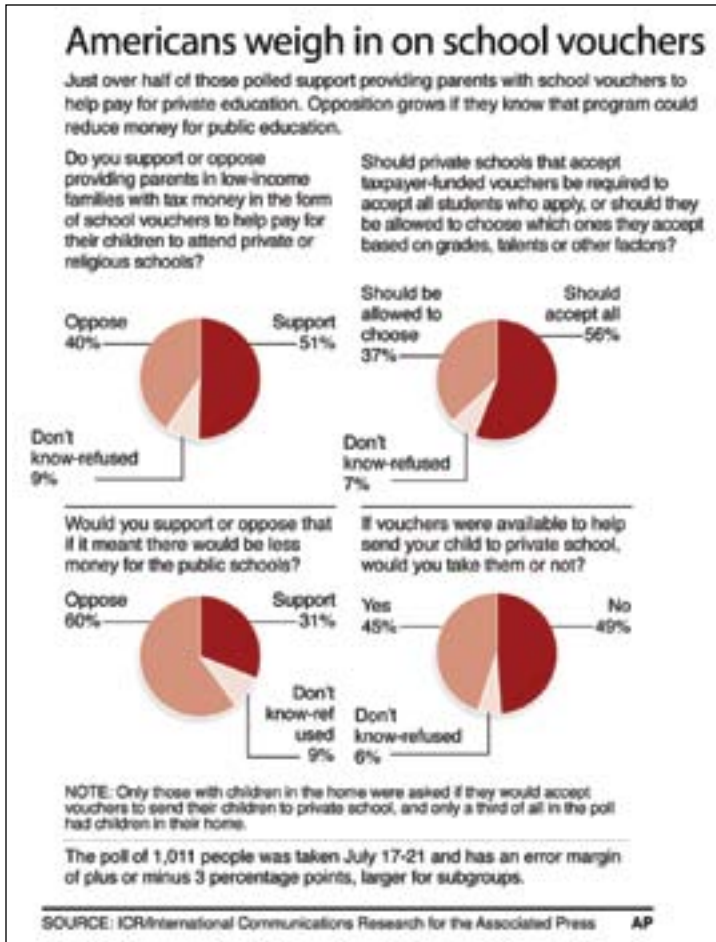 Americans weigh in on school vouchers
Just over half of those polled support providing parents with school vouchers to
help pay for private education. Opposition grows if they know that program could
reduce money for public education.
Do you support or oppose
providing parents in low-income
families with tax money in the form
of school vouchers to help pay for
their children to attend private or
religious schools?
Oppose
40%
Support
51%
Don't
know-refused
9%
Should private schools that accept
taxpayer-funded vouchers be required to
accept all students who apply, or should they
be allowed to choose which ones they accept
based on grades, talents or other factors?
Should be
allowed to
choose
37%
Should
accept all
56%
Don't
know-refused
7%
Would you support or oppose that
if it meant there would be less
money for the public schools?
Oppose
60%
Support
31%
Don't
know-ref
used
9%
If vouchers were available to help
send your child to private school,
would you take them or not?
Yes
45%
No
49%
Don't
know-refused
6%
NOTE: Only those with children in the home were asked if they would accept
vouchers to send their children to private school, and only a third of all in the poll
had children in their home.
The poll of 1,011 people was taken July 17-21 and has an error margin
of plus or minus 3 percentage points, larger for subgroups.
SOURCE: ICR/International Communications Research for the Associated Press AP